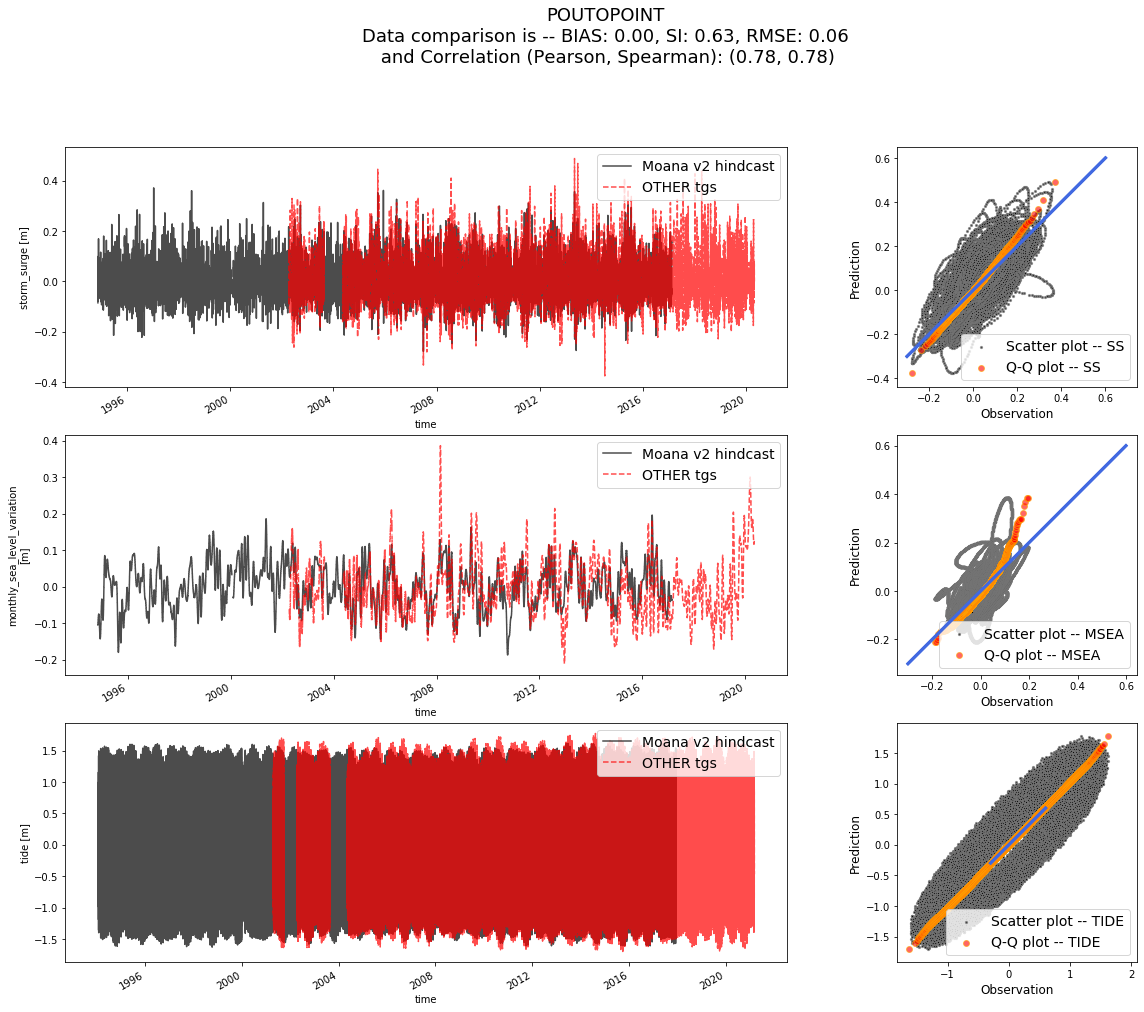 POUTOPOINT
Data comparison is -- BIAS: 0.00, SI: 0.63, RMSE: 0.06
and Correlation (Pearson, Spearman): (0.78, 0.78)
storm_surge [m]
0.4
0.2
0.0
−0.2
−0.4
Moana v2 hindcast
OTHER tgs
1996 2000 2004 2008 2012 2016 2020
time
Prediction
0.6
0.4
0.2
0.0
−0.2
−0.4
Scatter plot -- SS
Q-Q plot -- SS
−0.2 0.0 0.2 0.4 0.6
Observation
monthly_sea_level_variation
[m]
0.4
0.3
0.2
0.1
0.0
−0.1
−0.2
Moana v2 hindcast
OTHER tgs
1996 2000 2004 2008 2012 2016 2020
time
Prediction
0.6
0.4
0.2
0.0
−0.2
Scatter plot -- MSEA
Q-Q plot -- MSEA
−0.2 0.0 0.2 0.4 0.6
Observation
tide [m]
1.5
1.0
0.5
0.0
−0.5
−1.0
−1.5
Moana v2 hindcast
OTHER tgs
1996 2000 2004 2008 2012 2016 2020
time
Prediction
1.5
1.0
0.5
0.0
−0.5
−1.0
−1.5
Scatter plot -- TIDE
Q-Q plot -- TIDE
−1 0 1 2
Observation